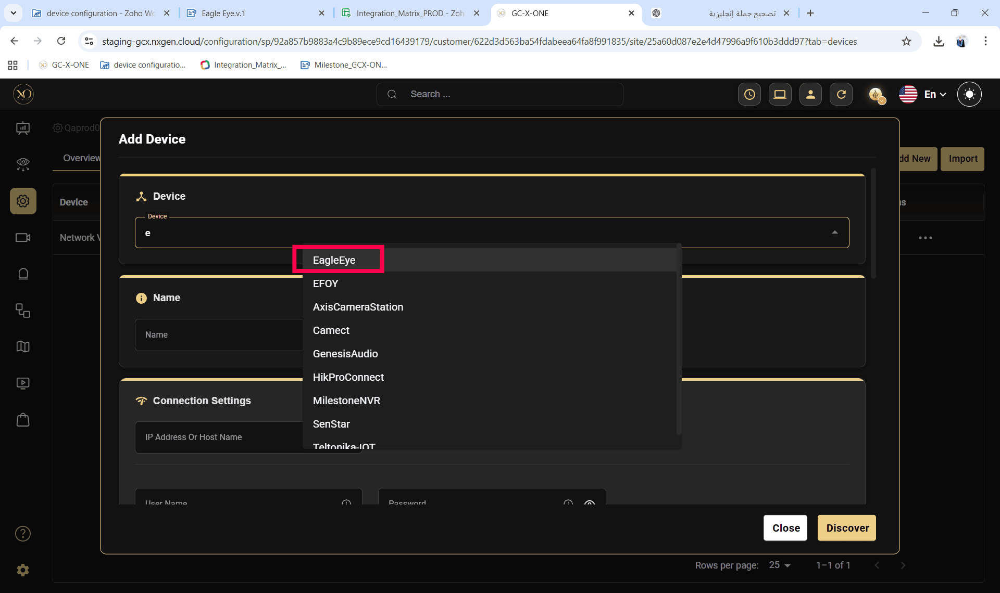 device configuration - Zoho Wo
Eagle Eye.v.1
Integration_Matrix_PROD - Zoh
GC-X-ONE
تصحيح جملة إنجليزية
staging-gcx.nxgen.cloud/configuration/sp/92a857b9883a4c9b89ece9cd16439179/customer/622d3d563ba54fdabeea64fa8f991835/site/25a60d087e2e4d47996a9f610b3ddd97?tab=devices
GC-X-ONE
device configuratio...
Integration_Matrix_...
Milestone_GCX-ON...
XO
Search ...
En
Qaprod0
Add Device
Overview
dd New
Import
Device
Device
Device
e
Network V
EagleEye
EFOY
AxisCameraStation
Camect
GenesisAudio
HikProConnect
MilestoneNVR
SenStar
Teltonika-IOT
Name
Name
Connection Settings
IP Address Or Host Name
User Name
Password
Close
Discover
Rows per page:
25
1–1 of 1